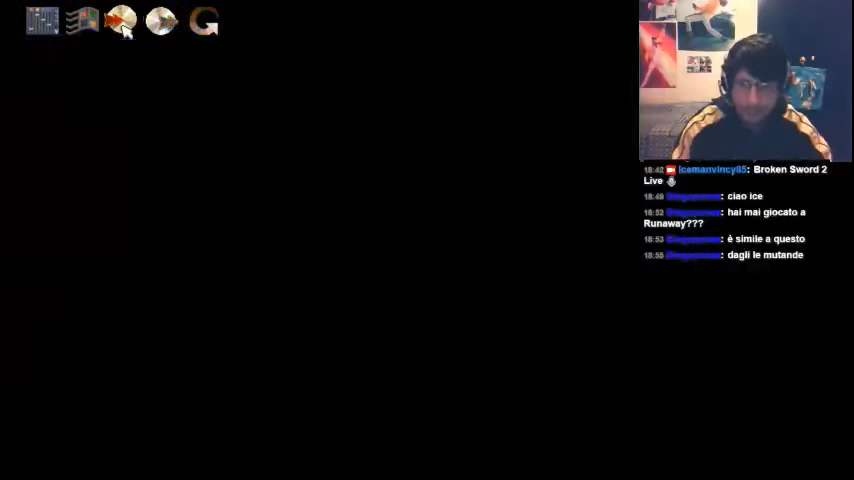 18:42 Icemanvincy85: Broken Sword 2
Live
18:49 : ciao ice
18:52 : hai mai giocato a
Runaway???
18:53 : è simile a questo
18:55 : dagli le mutande